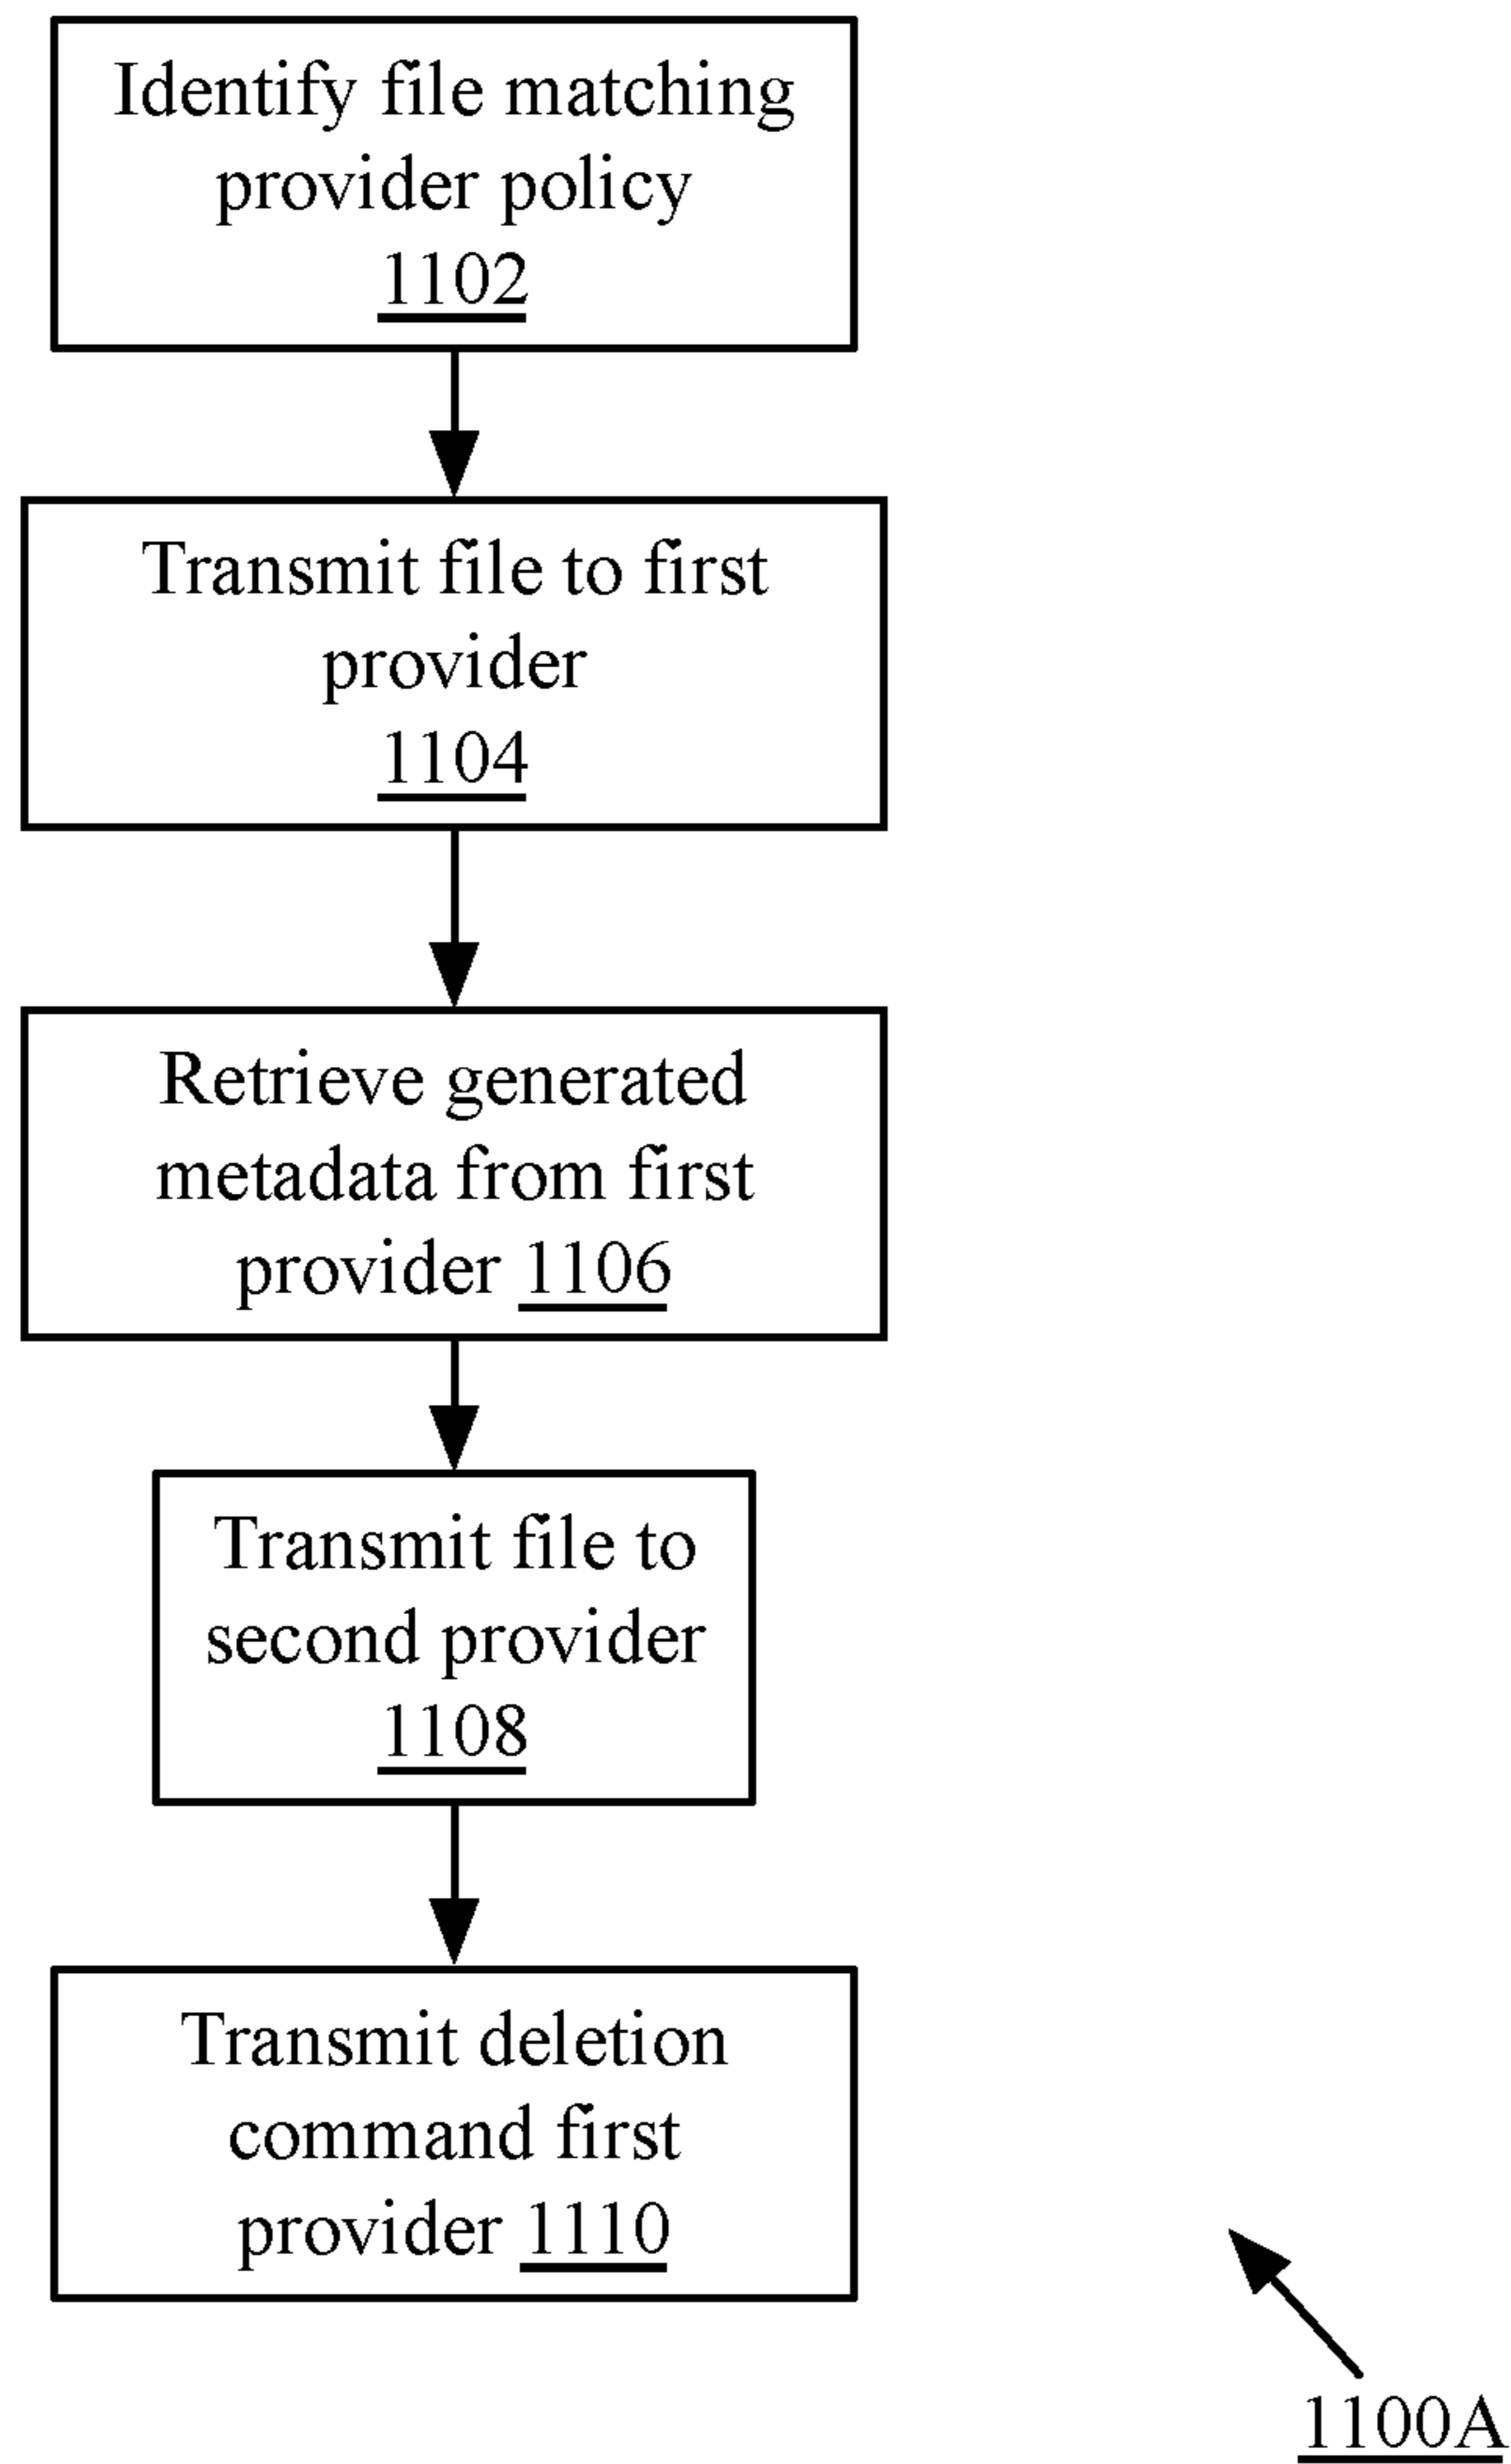 Identify file matching
provider policy
1102
Transmit file to first
provider
1104
Retrieve generated
metadata from first
provider 1106
Transmit file to
second provider
1108
Transmit deletion
command first
provider 1110
1100A